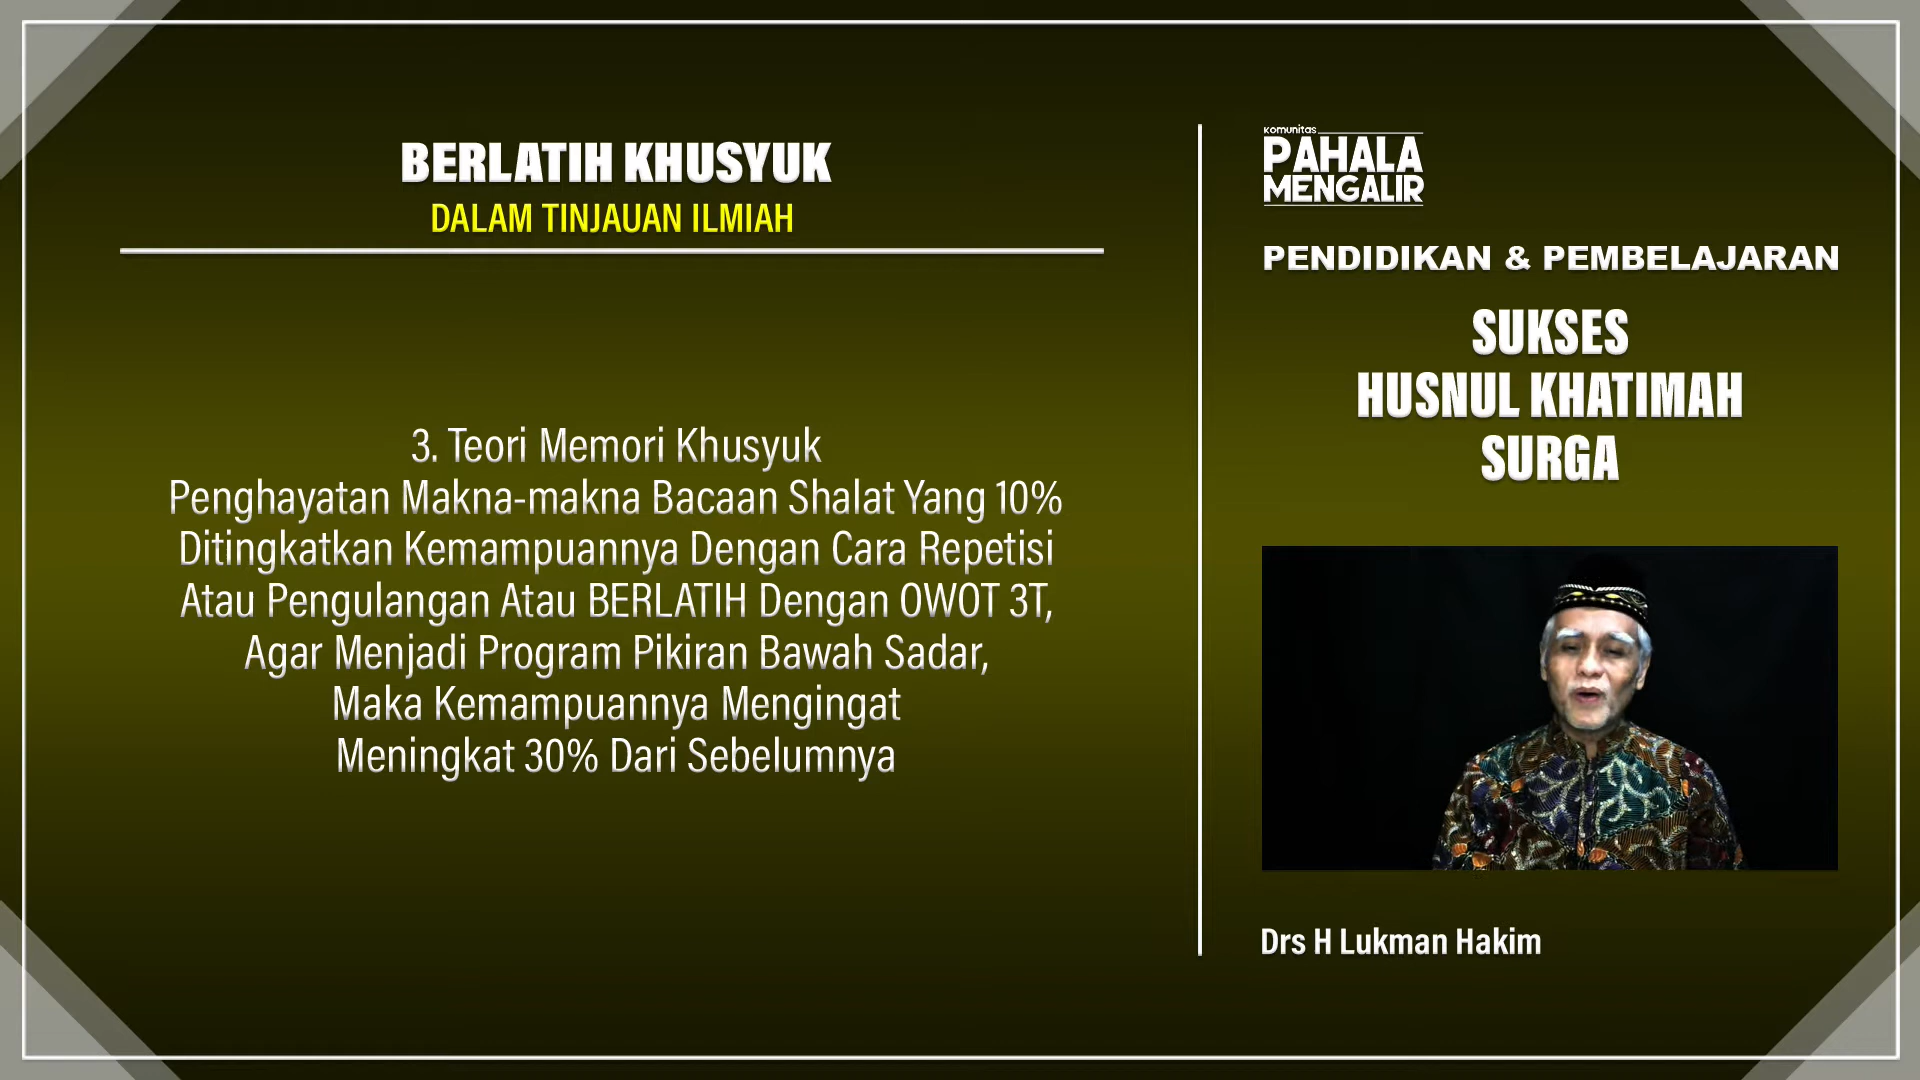 BERLATIH KHUSYUK
DALAM TINJAUAN ILMIAH
3. Teori Memori Khusyuk
Penghayatan Makna-makna Bacaan Shalat Yang 10%
Ditingkatkan Kemampuannya Dengan Cara Repetisi
Atau Pengulangan Atau BERLATIH Dengan OWOT 3T,
Agar Menjadi Program Pikiran Bawah Sadar,
Maka Kemampuannya Mengingat
Meningkat 30% Dari Sebelumnya
Komunitas
PAHALA
MENGALIR
PENDIDIKAN & PEMBELAJARAN
SUKSES
HUSNUL KHATIMAH
SURGA
Drs H Lukman Hakim